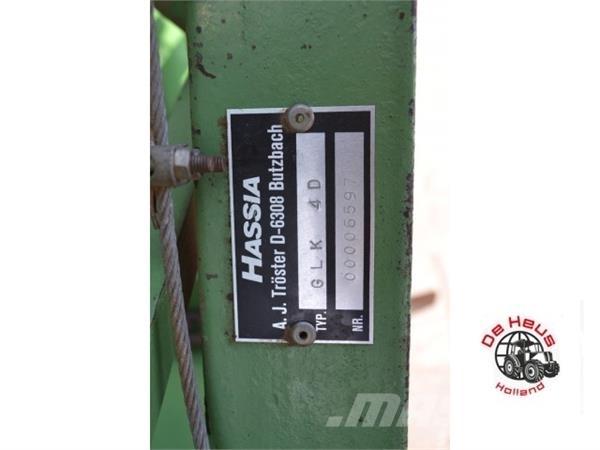 HASSIA
A. J. Tröster D-6308 Butzbach
TYP. GLK 4D
NR. 00006597
De Heus
Holland